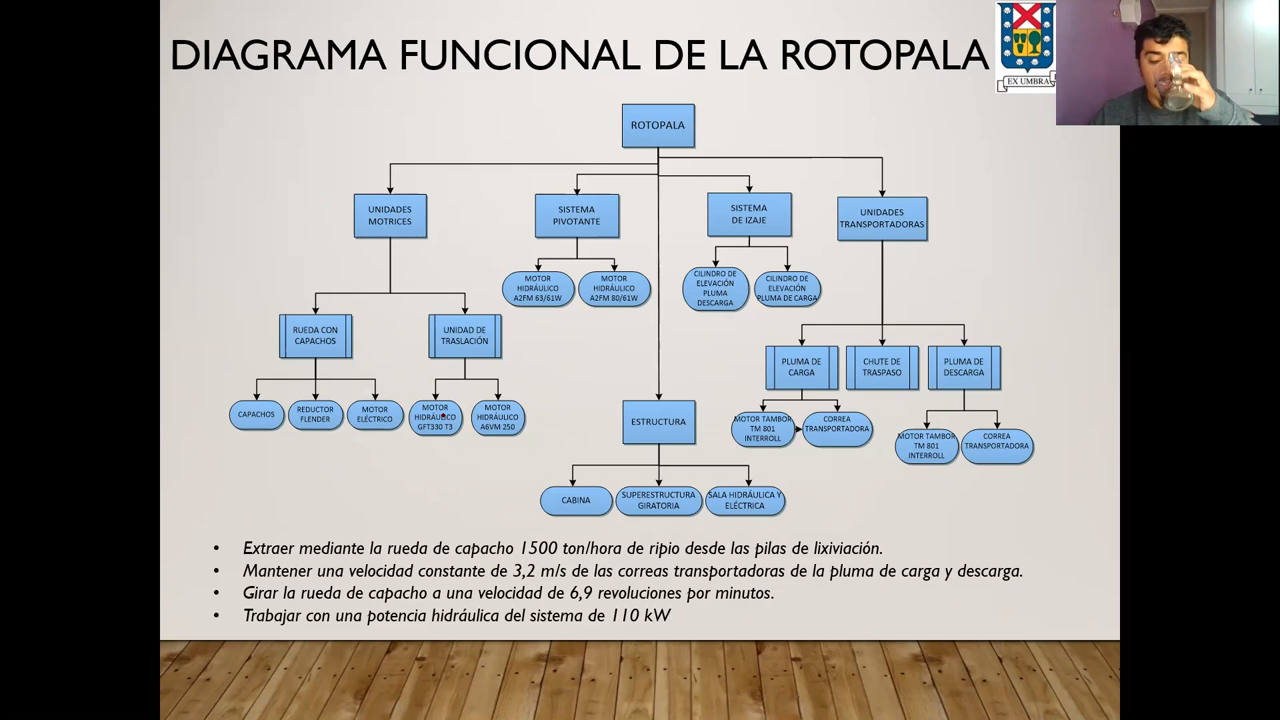 DIAGRAMA FUNCIONAL DE LA ROTOPALA
EX UMBRA
ROTOPALA
UNIDADES
MOTRICES
SISTEMA
PIVOTANTE
SISTEMA
DE IZAJE
UNIDADES
TRANSPORTADORAS
MOTOR
HIDRÁULICO
A2FM 63/61W
MOTOR
HIDRÁULICO
A2FM 80/61W
CILINDRO DE
ELEVACIÓN
PLUMA
DESCARGA
CILINDRO DE
ELEVACIÓN
PLUMA DE CARGA
RUEDA CON
CAPACHOS
UNIDAD DE
TRASLACIÓN
PLUMA DE
CARGA
CHUTE DE
TRASPASO
PLUMA DE
DESCARGA
CAPACHOS
REDUCTOR
FLENDER
MOTOR
ELÉCTRICO
MOTOR
HIDRÁULICO
GFT330 T3
MOTOR
HIDRÁULICO
A6VM 250
ESTRUCTURA
MOTOR TAMBOR
TM 801
INTERROLL
CORREA
TRANSPORTADORA
MOTOR TAMBOR
TM 801
INTERROLL
CORREA
TRANSPORTADORA
CABINA
SUPERESTRUCTURA
GIRATORIA
SALA HIDRÁULICA Y
ELÉCTRICA
• Extraer mediante la rueda de capacho 1500 ton/hora de ripio desde las pilas de lixiviación.
• Mantener una velocidad constante de 3,2 m/s de las correas transportadoras de la pluma de carga y descarga.
• Girar la rueda de capacho a una velocidad de 6,9 revoluciones por minutos.
• Trabajar con una potencia hidráulica del sistema de 110 kW